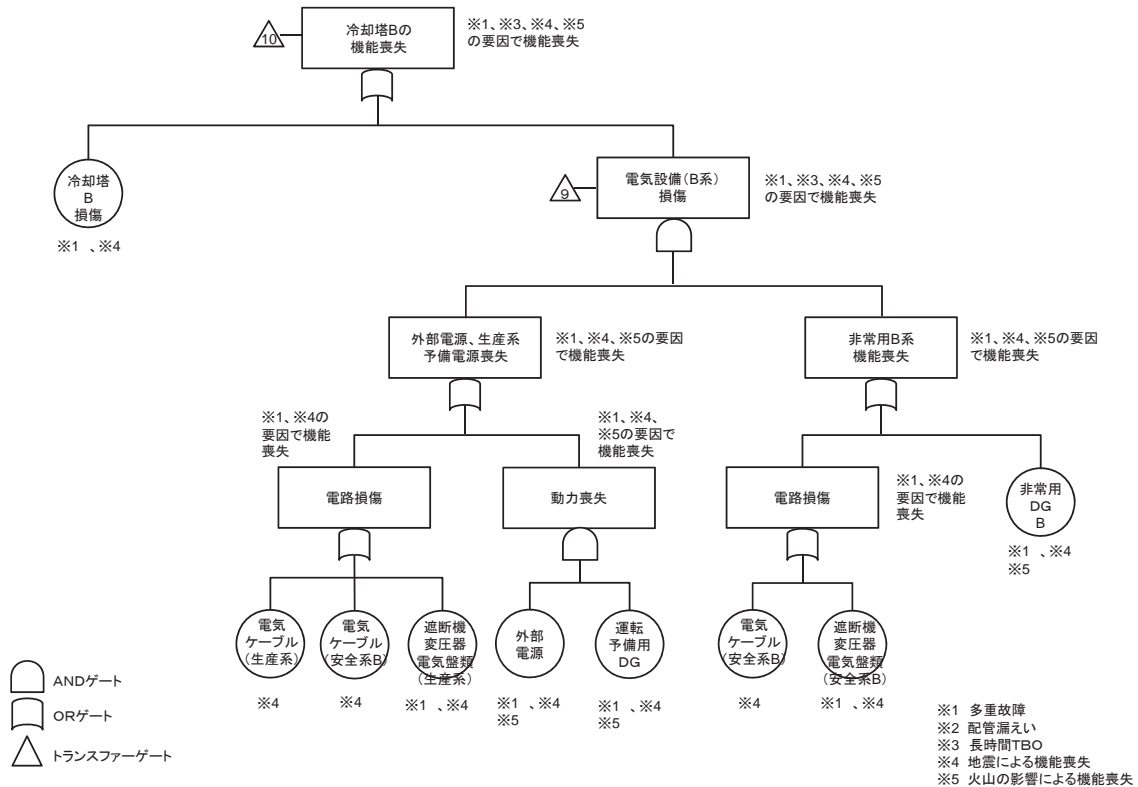 冷却塔Bの
機能喪失
※1、※3、※4、※5
の要因で機能喪失
10
冷却塔
B
損傷
※1 、※4
電気設備(B系)
損傷
※1、※3、※4、※5
の要因で機能喪失
9
外部電源、生産系
予備電源喪失
※1、※4、※5の要因
で機能喪失
非常用B系
機能喪失
※1、※4、※5の要因
で機能喪失
※1、※4の
要因で機能
喪失
電路損傷
※1、※4、
※5の要因で
機能喪失
動力喪失
電路損傷
※1、※4の
要因で機能
喪失
非常用
DG
B
※1 、※4
※5
電気
ケーブル
(生産系)
※4
電気
ケーブル
(安全系B)
※4
遮断機
変圧器
電気盤類
(生産系)
※1 、※4
外部
電源
※1 、※4
※5
運転
予備用
DG
※1 、※4
※5
電気
ケーブル
(安全系B)
※4
遮断機
変圧器
電気盤類
(安全系B)
※1 、※4
ANDゲート
ORゲート
トランスファーゲート
※1 多重故障
※2 配管漏えい
※3 長時間TBO
※4 地震による機能喪失
※5 火山の影響による機能喪失